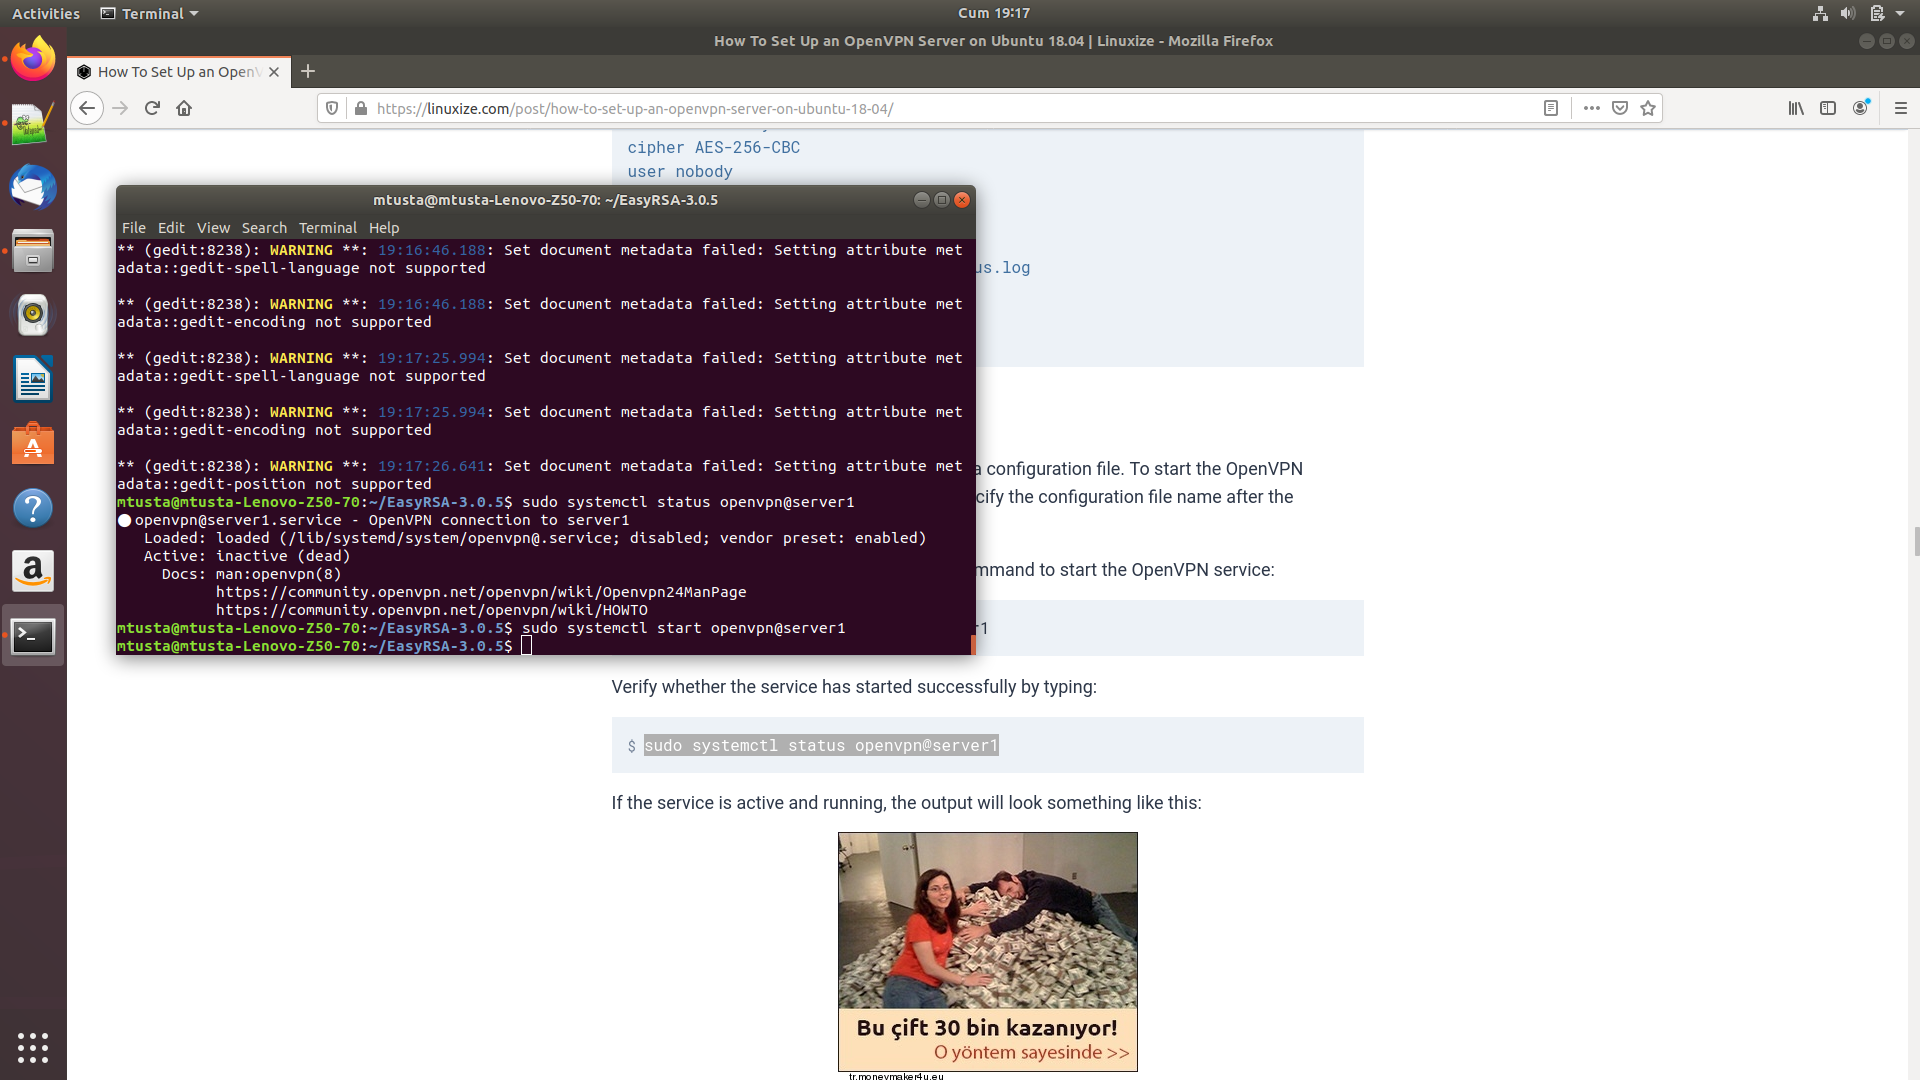 Activities
Terminal
Cum 19:17
How To Set Up an OpenVPN Server on Ubuntu 18.04 | Linuxize - Mozilla Firefox
How To Set Up an OpenV
https://linuxize.com/post/how-to-set-up-an-openvpn-server-on-ubuntu-18-04/
cipher AES-256-CBC
user nobody
mtusta@mtusta-Lenovo-Z50-70: ~/EasyRSA-3.0.5
File Edit View Search Terminal Help
** (gedit:8238): WARNING **: 19:16:46.188: Set document metadata failed: Setting attribute met
adata::gedit-spell-language not supported
** (gedit:8238): WARNING **: 19:16:46.188: Set document metadata failed: Setting attribute met
adata::gedit-encoding not supported
** (gedit:8238): WARNING **: 19:17:25.994: Set document metadata failed: Setting attribute met
adata::gedit-spell-language not supported
** (gedit:8238): WARNING **: 19:17:25.994: Set document metadata failed: Setting attribute met
adata::gedit-encoding not supported
** (gedit:8238): WARNING **: 19:17:26.641: Set document metadata failed: Setting attribute met
adata::gedit-position not supported
mtusta@mtusta-Lenovo-Z50-70:~/EasyRSA-3.0.5$ sudo systemctl status openvpn@server1
● openvpn@server1.service - OpenVPN connection to server1
Loaded: loaded (/lib/systemd/system/openvpn@.service; disabled; vendor preset: enabled)
Active: inactive (dead)
Docs: man:openvpn(8)
https://community.openvpn.net/openvpn/wiki/Openvpn24ManPage
https://community.openvpn.net/openvpn/wiki/HOWTO
mtusta@mtusta-Lenovo-Z50-70:~/EasyRSA-3.0.5$ sudo systemctl start openvpn@server1
mtusta@mtusta-Lenovo-Z50-70:~/EasyRSA-3.0.5$
us.log
a configuration file. To start the OpenVPN
cify the configuration file name after the
mmand to start the OpenVPN service:
r1
Verify whether the service has started successfully by typing:
$ sudo systemctl status openvpn@server1
If the service is active and running, the output will look something like this:
Bu çift 30 bin kazanıyor!
O yöntem sayesinde >>
tr.moneymaker4u.eu